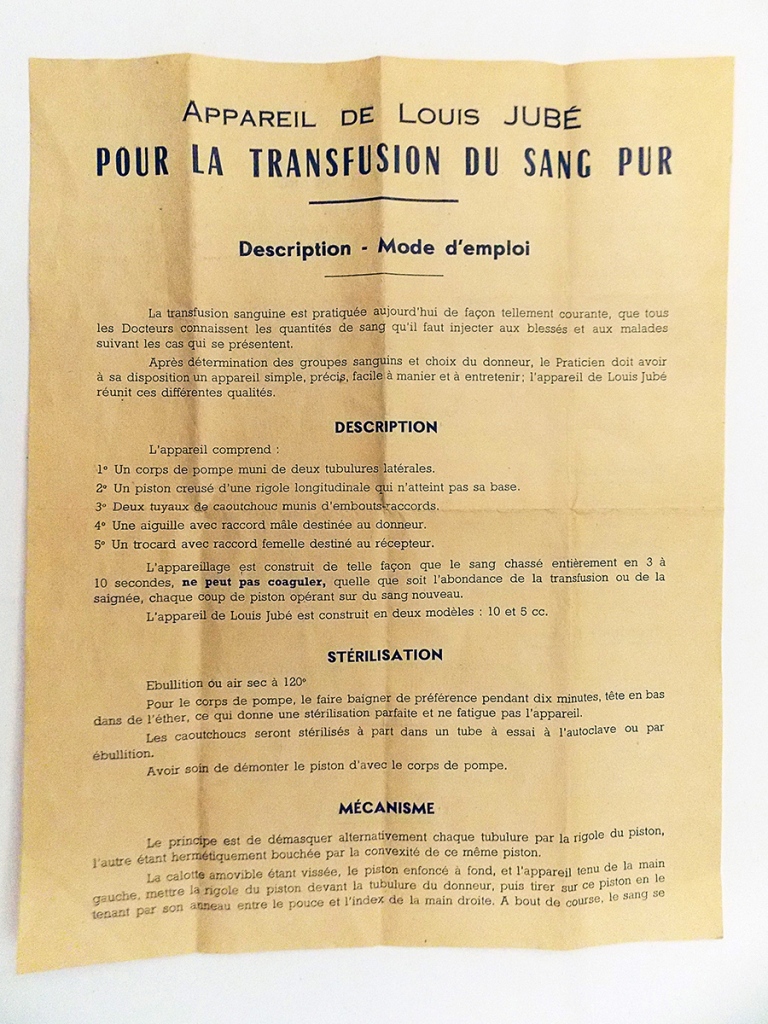 APPAREIL DE LOUIS JUBÉ
POUR LA TRANSFUSION DU SANG PUR
Description - Mode d'emploi
La transfusion sanguine est pratiquée aujourd'hui de façon tellement courante, que tous
les Docteurs connaissent les quantités de sang qu'il faut injecter aux blessés et aux malades
suivant les cas qui se présentent.
Après détermination des groupes sanguins et choix du donneur, le Praticien doit avoir
à sa disposition un appareil simple, précis, facile à manier et à entretenir; l'appareil de Louis Jubé
réunit ces différentes qualités.
DESCRIPTION
L'appareil comprend :
1° Un corps de pompe muni de deux tubulures latérales.
2° Un piston creusé d'une rigole longitudinale qui n'atteint pas sa base.
3° Deux tuyaux de caoutchouc munis d'embouts-raccords.
4° Une aiguille avec raccord mâle destinée au donneur.
5° Un trocard avec raccord femelle destiné au récepteur.
L'appareillage est construit de telle façon que le sang chassé entièrement en 3 à
10 secondes, ne peut pas coaguler, quelle que soit l'abondance de la transfusion ou de la
saignée, chaque coup de piston opérant sur du sang nouveau.
L'appareil de Louis Jubé est construit en deux modèles : 10 et 5 cc.
STÉRILISATION
Ebullition ou air sec à 120°
Pour le corps de pompe, le faire baigner de préférence pendant dix minutes, tête en bas
dans de l'éther, ce qui donne une stérilisation parfaite et ne fatigue pas l'appareil.
Les caoutchoucs seront stérilisés à part dans un tube à essai à l'autoclave ou par
ébullition.
Avoir soin de démonter le piston d'avec le corps de pompe.
MÉCANISME
Le principe est de démasquer alternativement chaque tubulure par la rigole du piston,
l'autre étant hermétiquement bouchée par la convexité de ce même piston.
La calotte amovible étant vissée, le piston enfoncé à fond, et l'appareil tenu de la main
gauche, mettre la rigole du piston devant la tubulure du donneur, puis tirer sur ce piston en le
tenant par son anneau entre le pouce et l'index de la main droite. A bout de course, le sang se